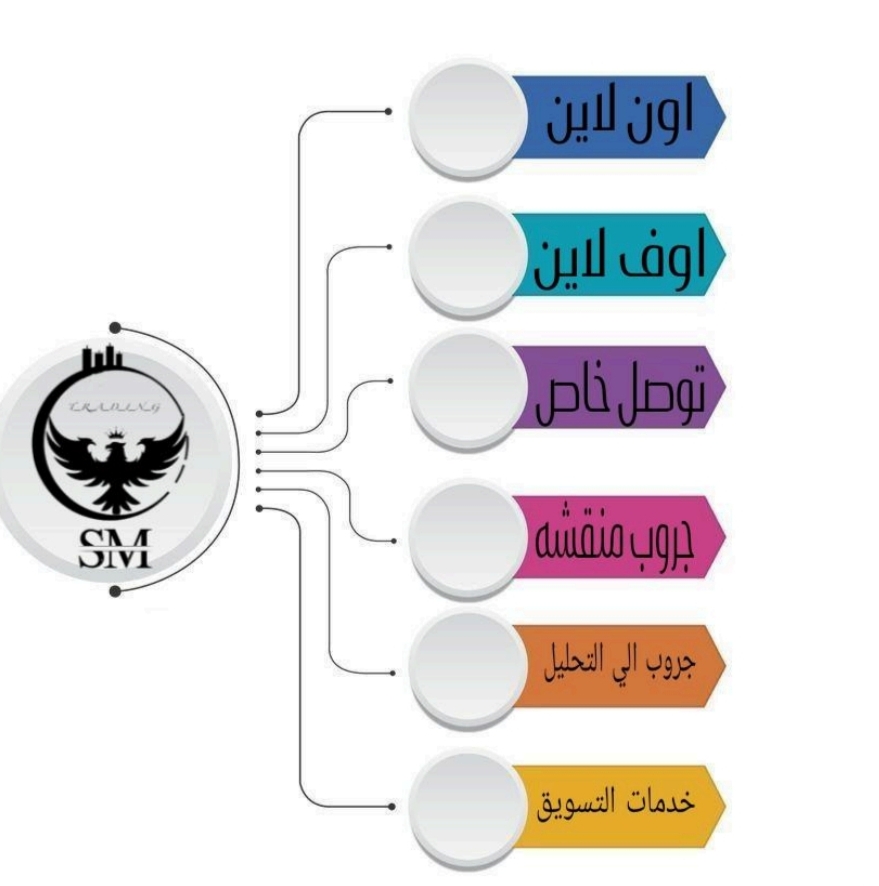 TRADING
SM
اون لاين
اوف لاين
توصل خاص
جروب منقشه
جروب الي التحليل
خدمات التسويق